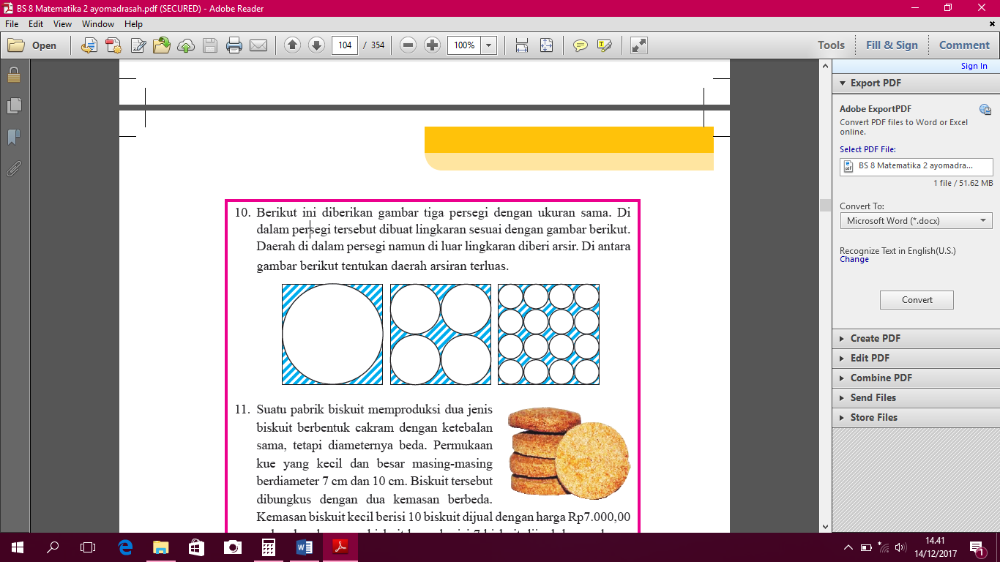 BS 8 Matematika 2 ayomadrasah.pdf (SECURED) - Adobe Reader
File Edit View Window Help
Open 104 / 354 100% Tools Fill & Sign Comment
Sign In
Export PDF
Adobe ExportPDF
Convert PDF files to Word or Excel
online.
Select PDF File:
BS 8 Matematika 2 ayomadra...
1 file / 51.62 MB
Convert To:
Microsoft Word (*.docx)
Recognize Text in English(U.S.)
Change
Convert
Create PDF
Edit PDF
Combine PDF
Send Files
Store Files
10. Berikut ini diberikan gambar tiga persegi dengan ukuran sama. Di
dalam persegi tersebut dibuat lingkaran sesuai dengan gambar berikut.
Daerah di dalam persegi namun di luar lingkaran diberi arsir. Di antara
gambar berikut tentukan daerah arsiran terluas.
11. Suatu pabrik biskuit memproduksi dua jenis
biskuit berbentuk cakram dengan ketebalan
sama, tetapi diameternya beda. Permukaan
kue yang kecil dan besar masing-masing
berdiameter 7 cm dan 10 cm. Biskuit tersebut
dibungkus dengan dua kemasan berbeda.
Kemasan biskuit kecil berisi 10 biskuit dijual dengan harga Rp7.000,00
14.41
14/12/2017
1